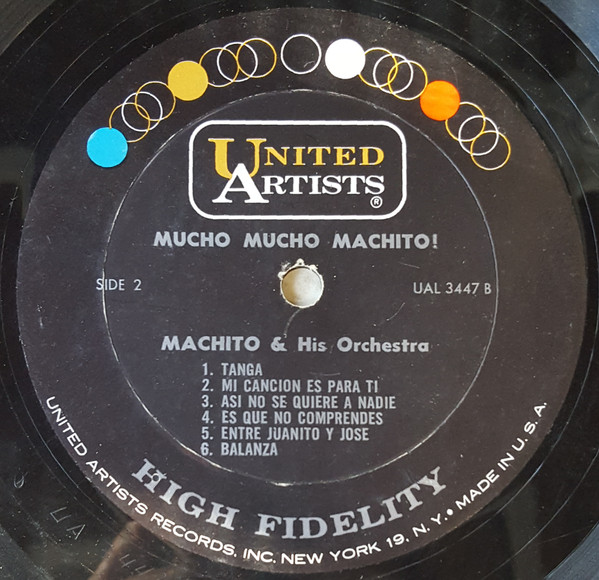 UNITED
ARTISTS
®
MUCHO MUCHO MACHITO!
SIDE 2
UAL 3447 B
MACHITO & His Orchestra
1. TANGA
2. MI CANCION ES PARA TI
3. ASI NO SE QUIERE A NADIE
4. ES QUE NO COMPRENDES
5. ENTRE JUANITO Y JOSE
6. BALANZA
HIGH FIDELITY
UNITED ARTISTS RECORDS, INC. NEW YORK 19, N.Y. • MADE IN U.S.A.